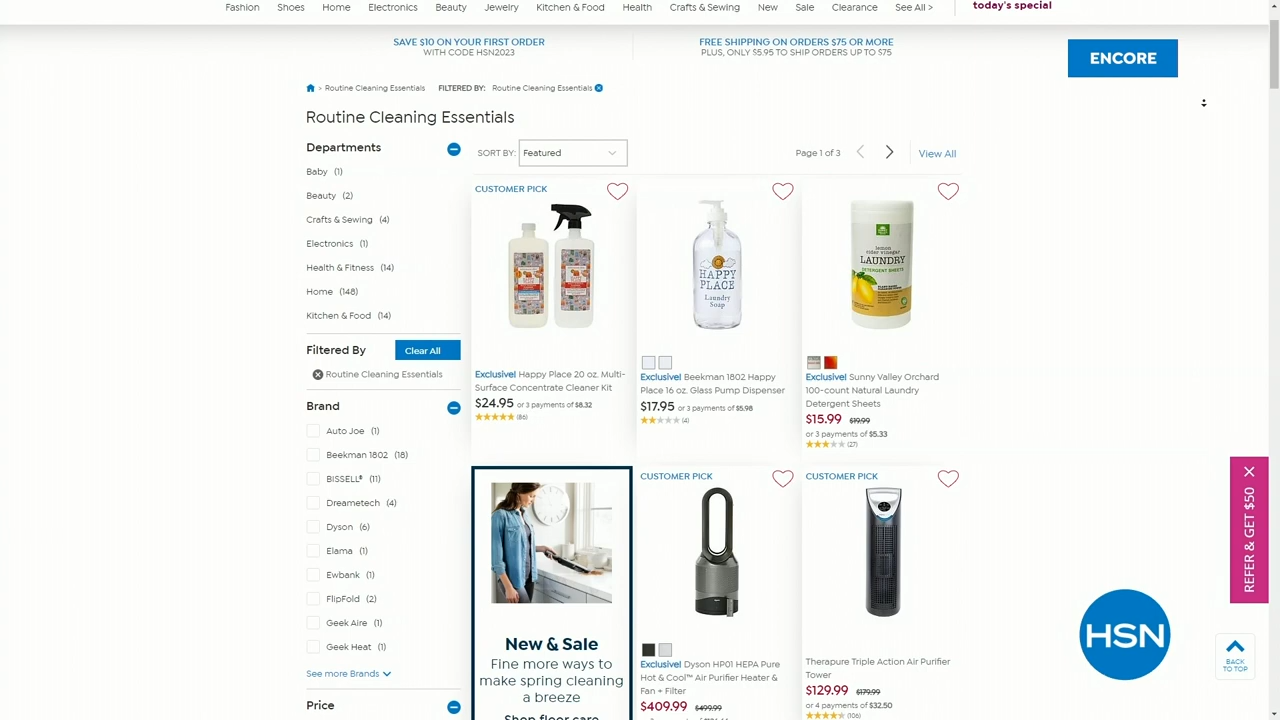 Fashion Shoes Home Electronics Beauty Jewelry Kitchen & Food Health Crafts & Sewing New Sale Clearance See All >
today's special
SAVE $10 ON YOUR FIRST ORDER
WITH CODE HSN2023
FREE SHIPPING ON ORDERS $75 OR MORE
PLUS, ONLY $5.95 TO SHIP ORDERS UP TO $75
ENCORE
> Routine Cleaning Essentials FILTERED BY: Routine Cleaning Essentials
Routine Cleaning Essentials
Departments
Baby (1)
Beauty (2)
Crafts & Sewing (4)
Electronics (1)
Health & Fitness (14)
Home (148)
Kitchen & Food (14)
Filtered By
Clear All
Routine Cleaning Essentials
Brand
Auto Joe (1)
Beekman 1802 (18)
BISSELL® (11)
Dreametech (4)
Dyson (6)
Elama (1)
Ewbank (1)
FlipFold (2)
Geek Aire (1)
Geek Heat (1)
See more Brands
Price
SORT BY: Featured
Page 1 of 3
View All
CUSTOMER PICK
Exclusive! Happy Place 20 oz. Multi-
Surface Concentrate Cleaner Kit
$24.95 or 3 payments of $8.32
(86)
HAPPY
PLACE
Laundry
Soap
Exclusive! Beekman 1802 Happy
Place 16 oz. Glass Pump Dispenser
$17.95 or 3 payments of $5.98
(4)
lemon
cider vinegar
LAUNDRY
DETERGENT SHEETS
Exclusive! Sunny Valley Orchard
100-count Natural Laundry
Detergent Sheets
$15.99 $19.99
or 3 payments of $5.33
(27)
New & Sale
Fine more ways to
make spring cleaning
a breeze
Shop floor care
CUSTOMER PICK
Exclusive! Dyson HP01 HEPA Pure
Hot & Cool™ Air Purifier Heater &
Fan + Filter
$409.99 $499.99
CUSTOMER PICK
Therapure Triple Action Air Purifier
Tower
$129.99 $179.99
or 4 payments of $32.50
(106)
REFER & GET $50
HSN
BACK
TO TOP